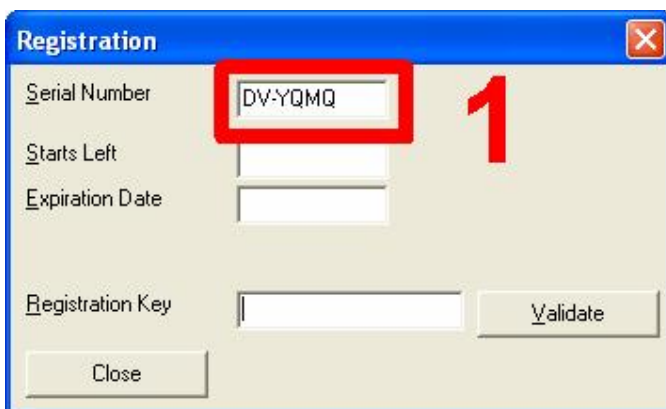 Registration
Serial Number DV-YQMQ
1
Starts Left
Expiration Date
Registration Key Validate
Close